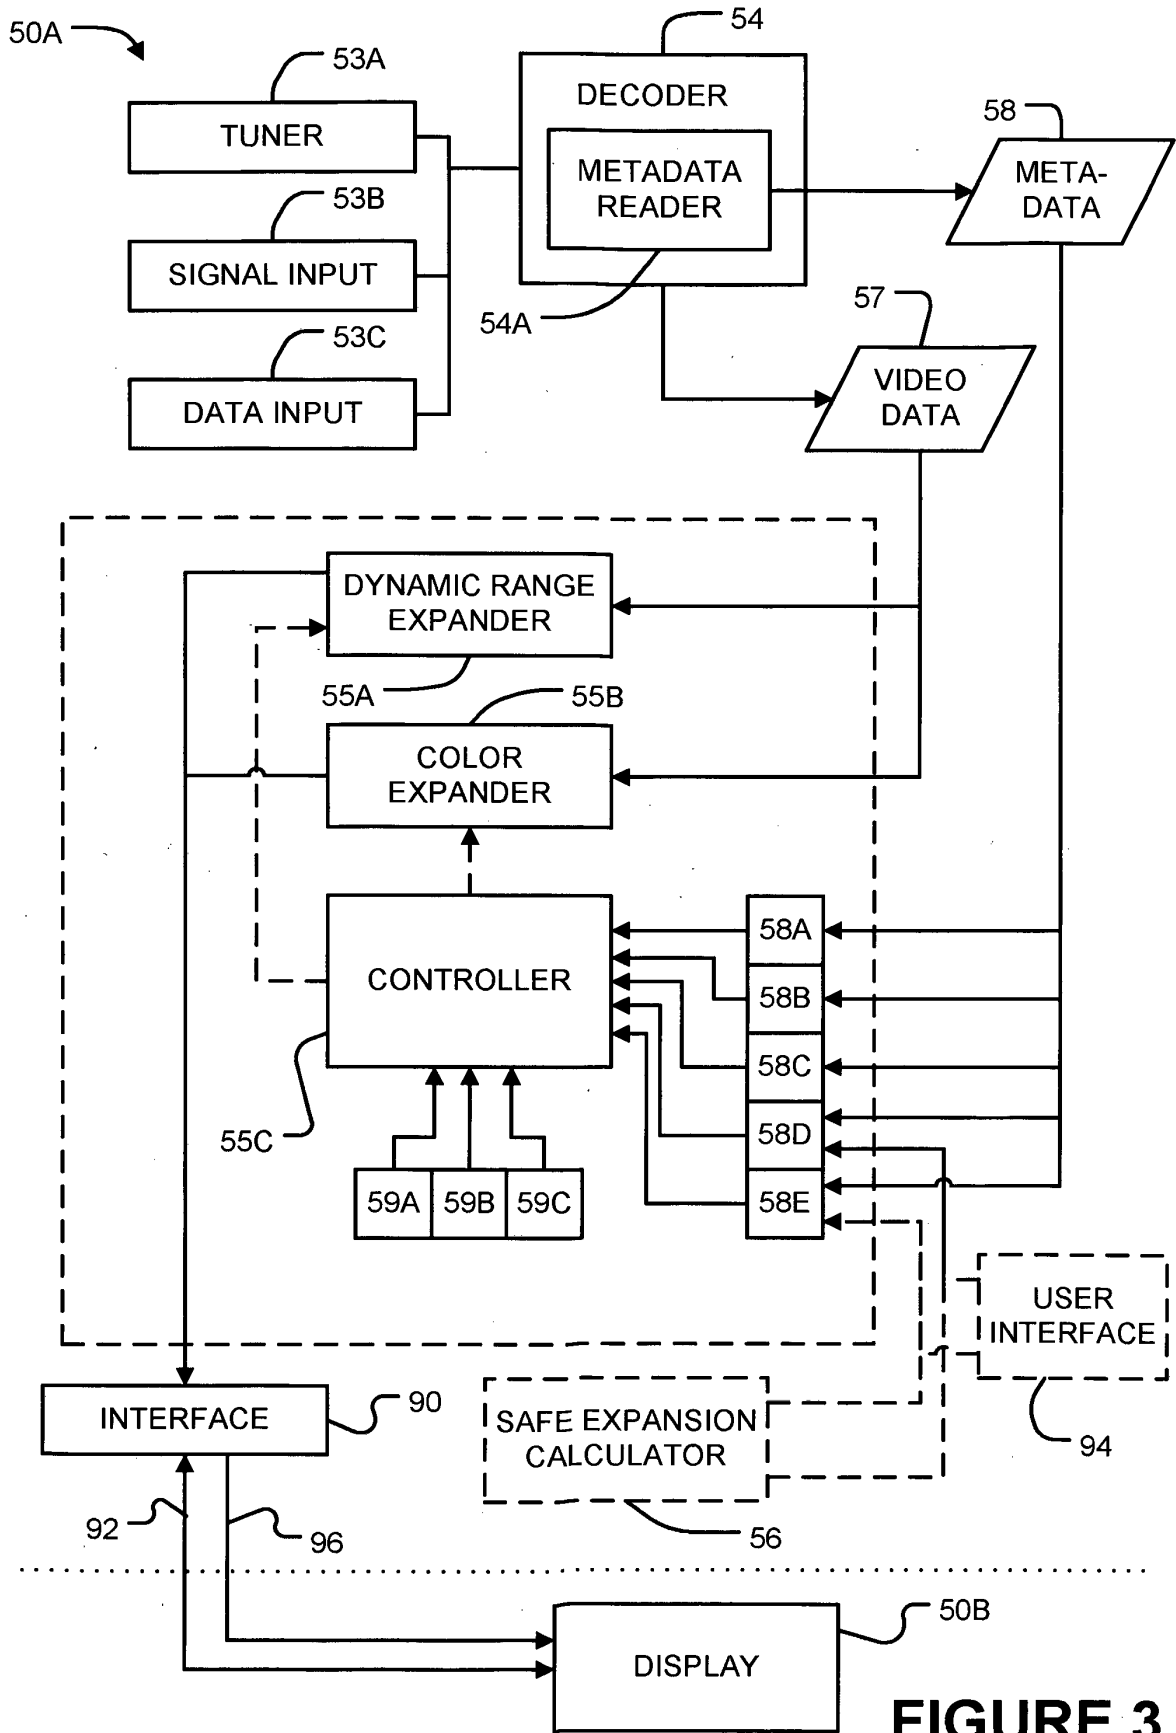 50A
53A
TUNER
53B
SIGNAL INPUT
53C
DATA INPUT
54
DECODER
METADATA
READER
54A
58
META-
DATA
57
VIDEO
DATA
DYNAMIC RANGE
EXPANDER
55A
55B
COLOR
EXPANDER
CONTROLLER
55C
58A
58B
58C
58D
58E
59A
59B
59C
USER
INTERFACE
94
INTERFACE
90
SAFE EXPANSION
CALCULATOR
56
92
96
50B
DISPLAY
FIGURE 3